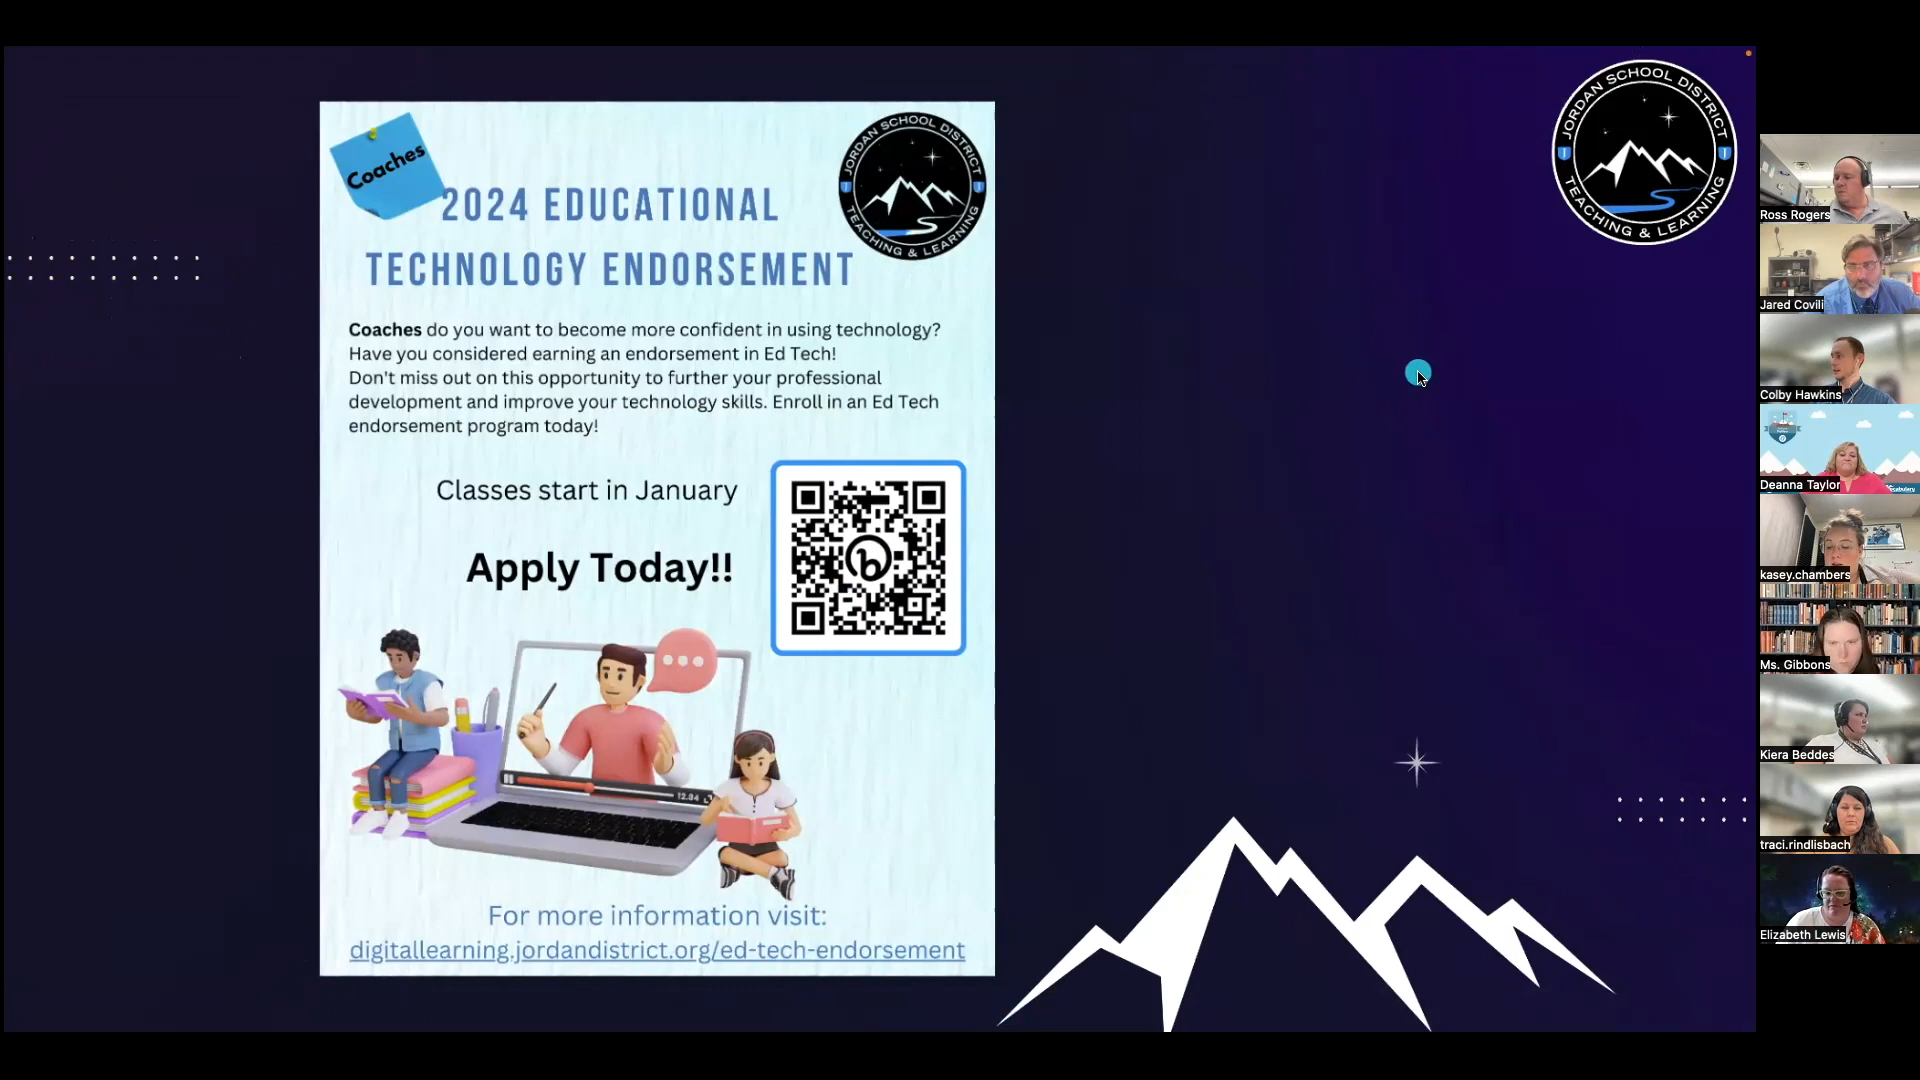 Coaches
2024 EDUCATIONAL
TECHNOLOGY ENDORSEMENT
JORDAN SCHOOL DISTRICT
TEACHING & LEARNING
Coaches do you want to become more confident in using technology?
Have you considered earning an endorsement in Ed Tech!
Don't miss out on this opportunity to further your professional
development and improve your technology skills. Enroll in an Ed Tech
endorsement program today!
Classes start in January
Apply Today!!
12.34
For more information visit:
digitallearning.jordandistrict.org/ed-tech-endorsement
JORDAN SCHOOL DISTRICT
TEACHING & LEARNING
Ross Rogers
Jared Covili
Colby Hawkins
Deanna Taylor
kasey.chambers
Ms. Gibbons
Kiera Beddes
traci.rindlisbach
Elizabeth Lewis